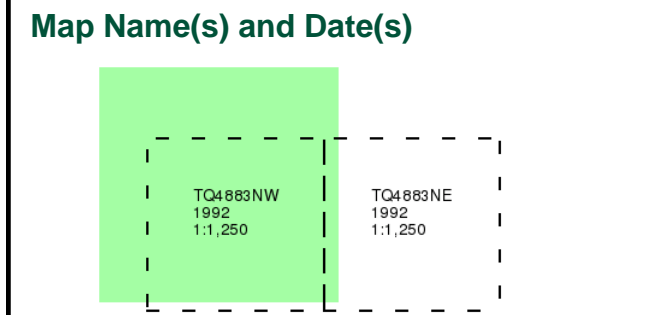 Map Name(s) and Date(s)
TQ4883NW
1992
1:1,250
TQ4883NE
1992
1:1,250